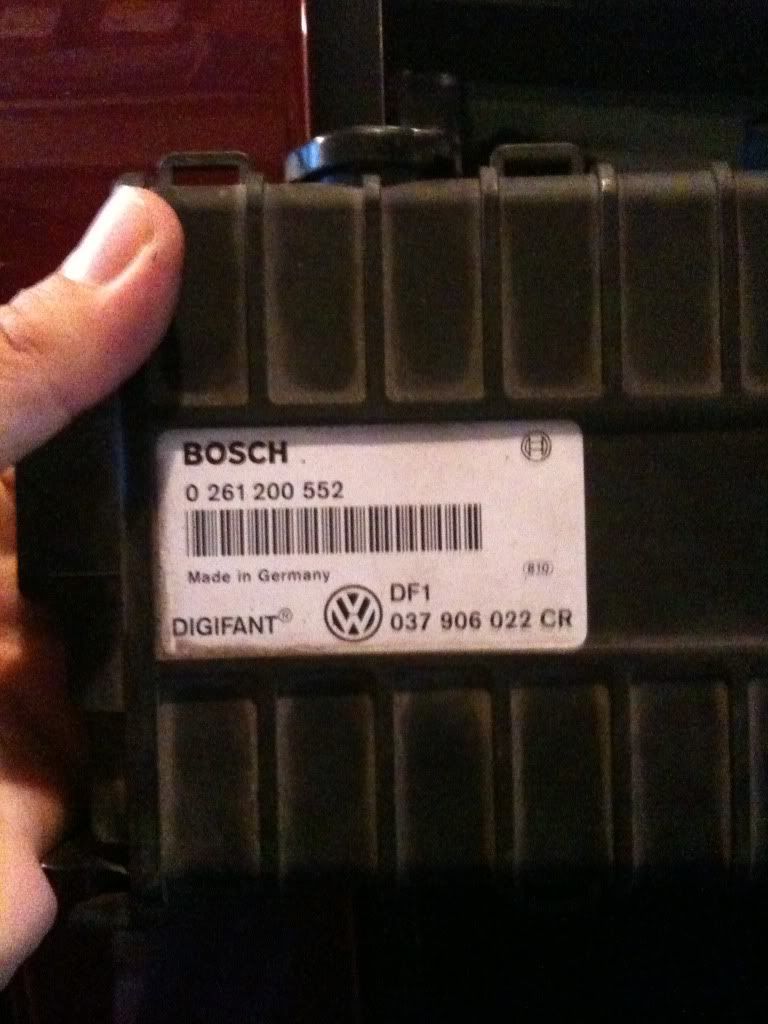 BOSCH
0 261 200 552
Made in Germany
810
DF1
DIGIFANT® 037 906 022 CR